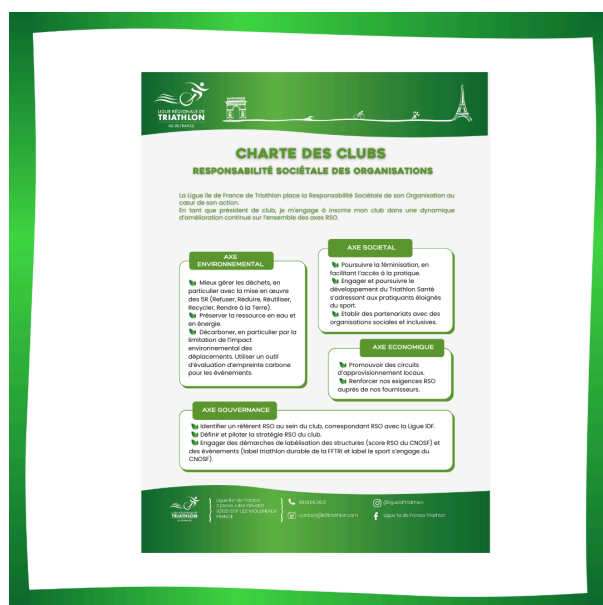 LIGUE RÉGIONALE DE
TRIATHLON
ILE DE FRANCE
CHARTE DES CLUBS
RESPONSABILITÉ SOCIÉTALE DES ORGANISATIONS
La Ligue Ile de France de Triathlon place la Responsabilité Sociétale de son Organisation au
cœur de son action.
En tant que président de club, je m'engage à inscrire mon club dans une dynamique
d'amélioration continue sur l'ensemble des axes RSO.
AXE
ENVIRONNEMENTAL
Mieux gérer les déchets, en
particulier avec la mise en œuvre
des 5R (Refuser, Réduire, Réutiliser,
Recycler, Rendre à la Terre).
Préserver la ressource en eau et
en énergie.
Décarboner, en particulier par la
limitation de l'impact
environnemental des
déplacements. Utiliser un outil
d'évaluation d'empreinte carbone
pour les événements.
AXE SOCIETAL
Poursuivre la féminisation, en
facilitant l'accès à la pratique.
Engager et poursuivre le
développement du Triathlon Santé
s'adressant aux pratiquants éloignés
du sport.
Etablir des partenariats avec des
organisations sociales et inclusives.
AXE ECONOMIQUE
Promouvoir des circuits
d'approvisionnement locaux.
Renforcer nos exigences RSO
auprès de nos fournisseurs.
AXE GOUVERNANCE
Identifier un référent RSO au sein du club, correspondant RSO avec la Ligue IDF.
Définir et piloter la stratégie RSO du club.
Engager des démarches de labélisation des structures (score RSO du CNOSF) et
des événements (label triathlon durable de la FFTRI et label le sport s'engage du
CNOSF).
TRIATHLON
Ligue Île-de-France
2 place Jules Gévelot
ISSY LES MOULINEAUX
FRANCE
contact@idftriathlon.com
Ligue Ile de France Triathlon